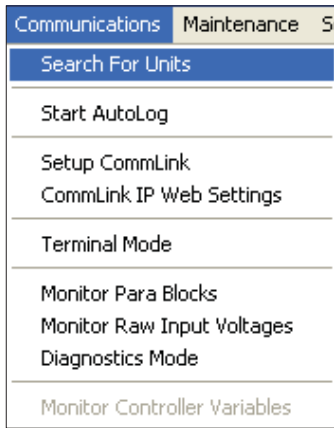 Communications Maintenance S
Search For Units
Start AutoLog
Setup CommLink
CommLink IP Web Settings
Terminal Mode
Monitor Para Blocks
Monitor Raw Input Voltages
Diagnostics Mode
Monitor Controller Variables